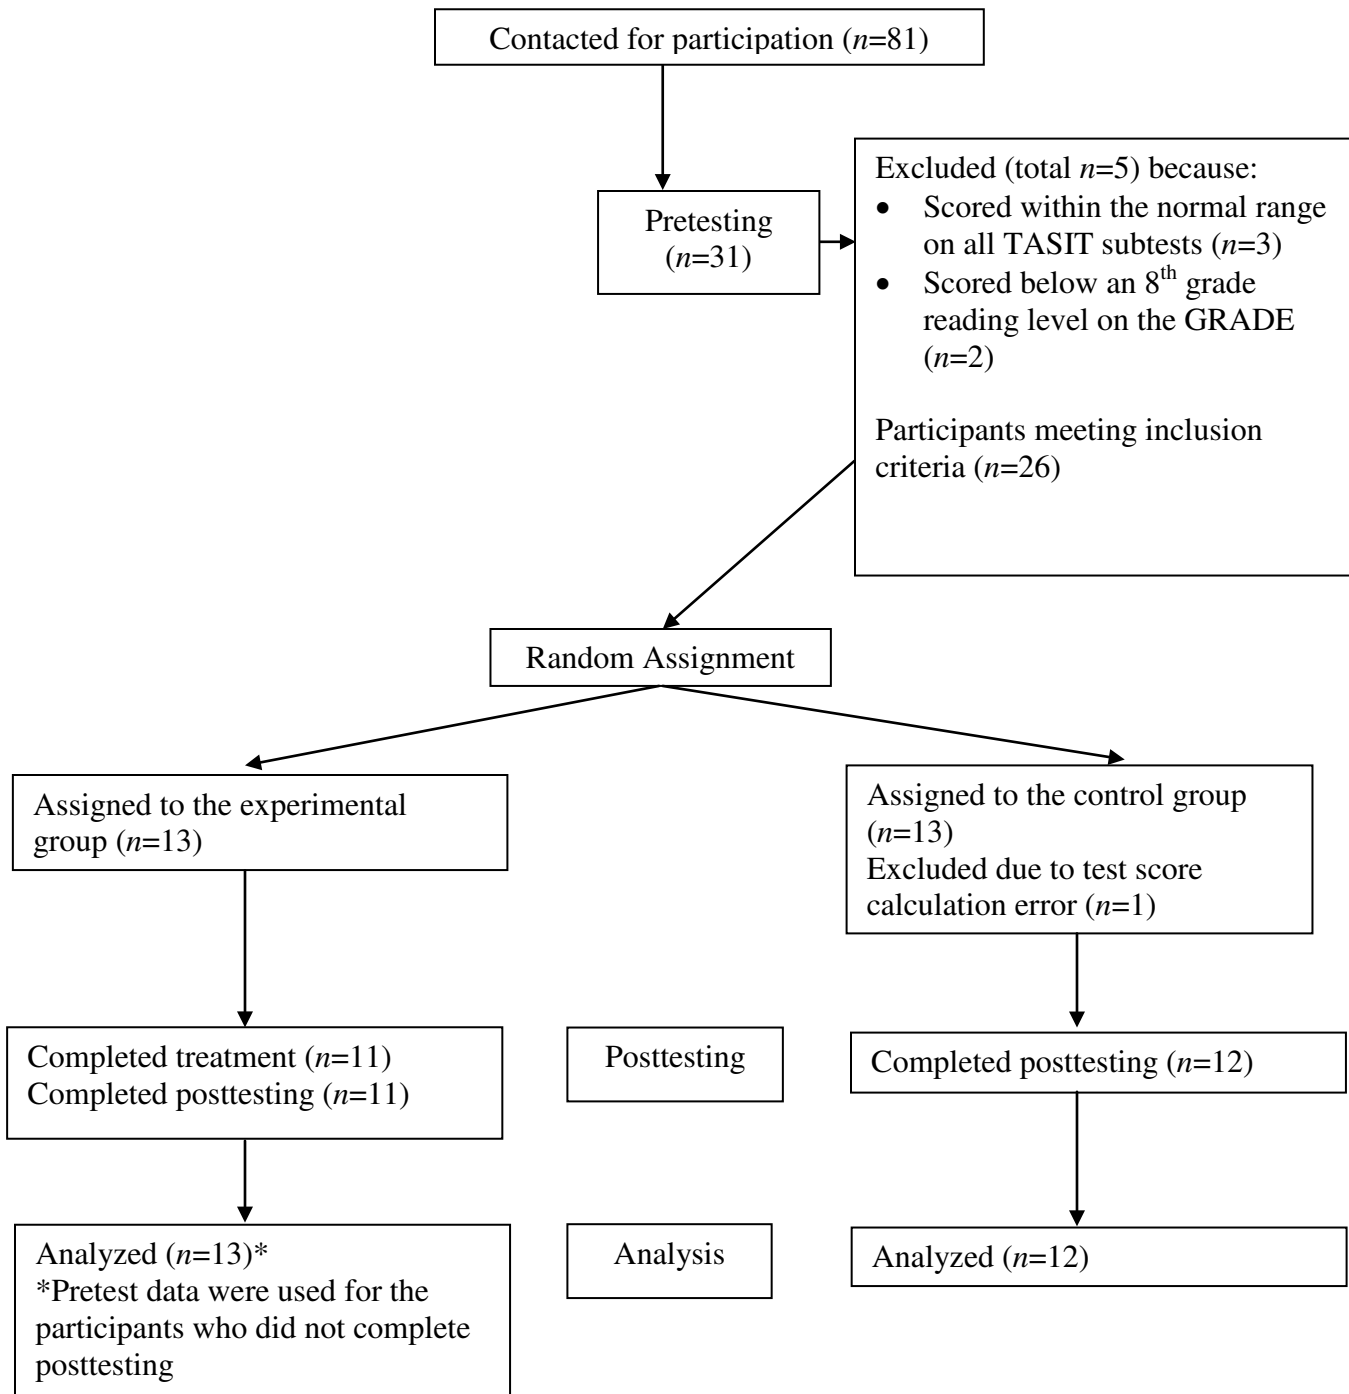 Contacted for participation (n=81)
Pretesting
(n=31)
Excluded (total n=5) because:
• Scored within the normal range
on all TASIT subtests (n=3)
• Scored below an 8th grade
reading level on the GRADE
(n=2)
Participants meeting inclusion
criteria (n=26)
Random Assignment
Assigned to the experimental
group (n=13)
Assigned to the control group
(n=13)
Excluded due to test score
calculation error (n=1)
Completed treatment (n=11)
Completed posttesting (n=11)
Posttesting
Completed posttesting (n=12)
Analyzed (n=13)*
*Pretest data were used for the
participants who did not complete
posttesting
Analysis
Analyzed (n=12)